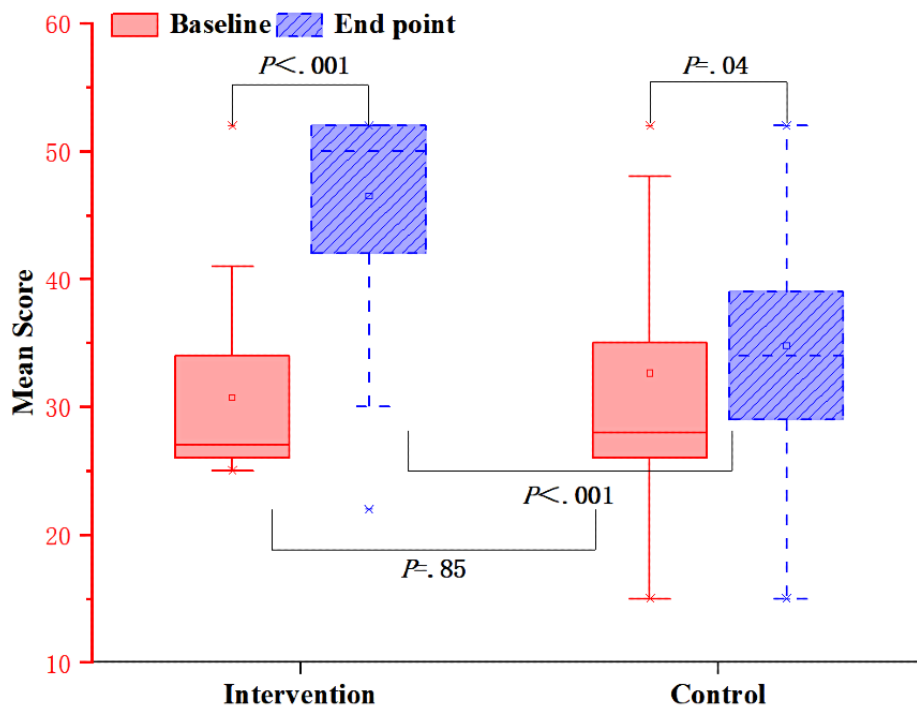 60
Baseline End point
P<.001
P=.04
50
40
Mean Score
30
P<.001
20
P=.85
10
Intervention Control